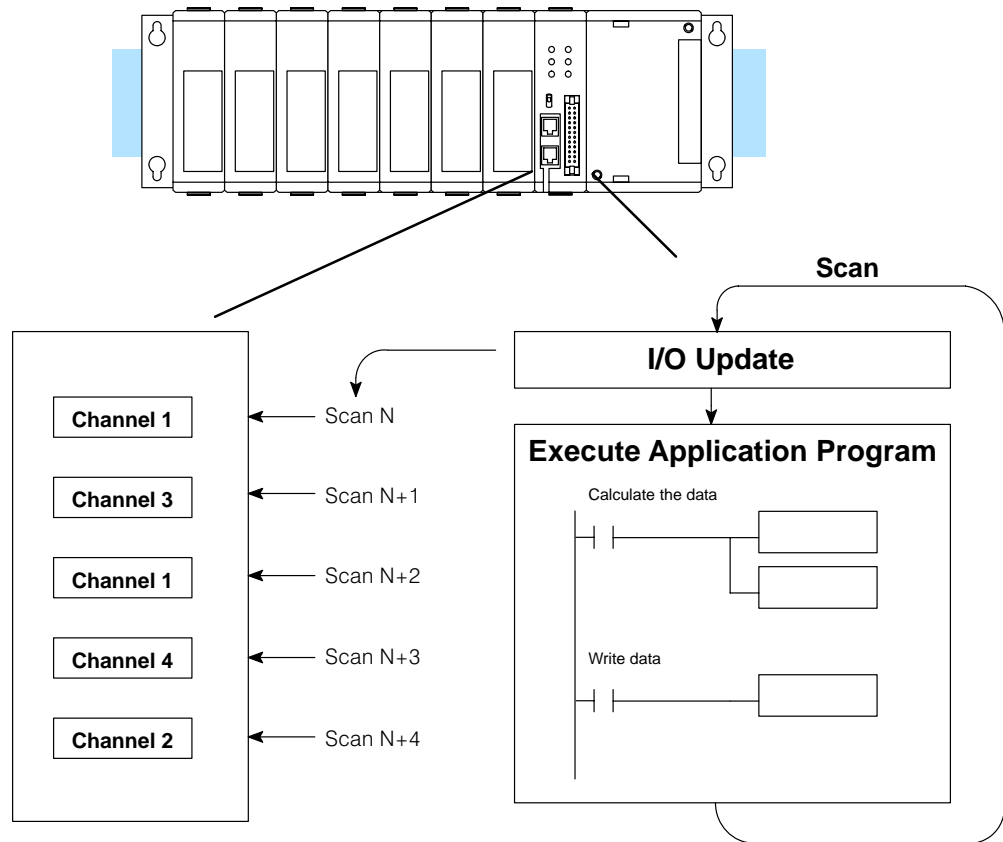 Scan
I/O Update
Channel 1
Scan N
Execute Application Program
Calculate the data
Channel 3
Scan N+1
Channel 1
Scan N+2
Channel 4
Scan N+3
Write data
Channel 2
Scan N+4